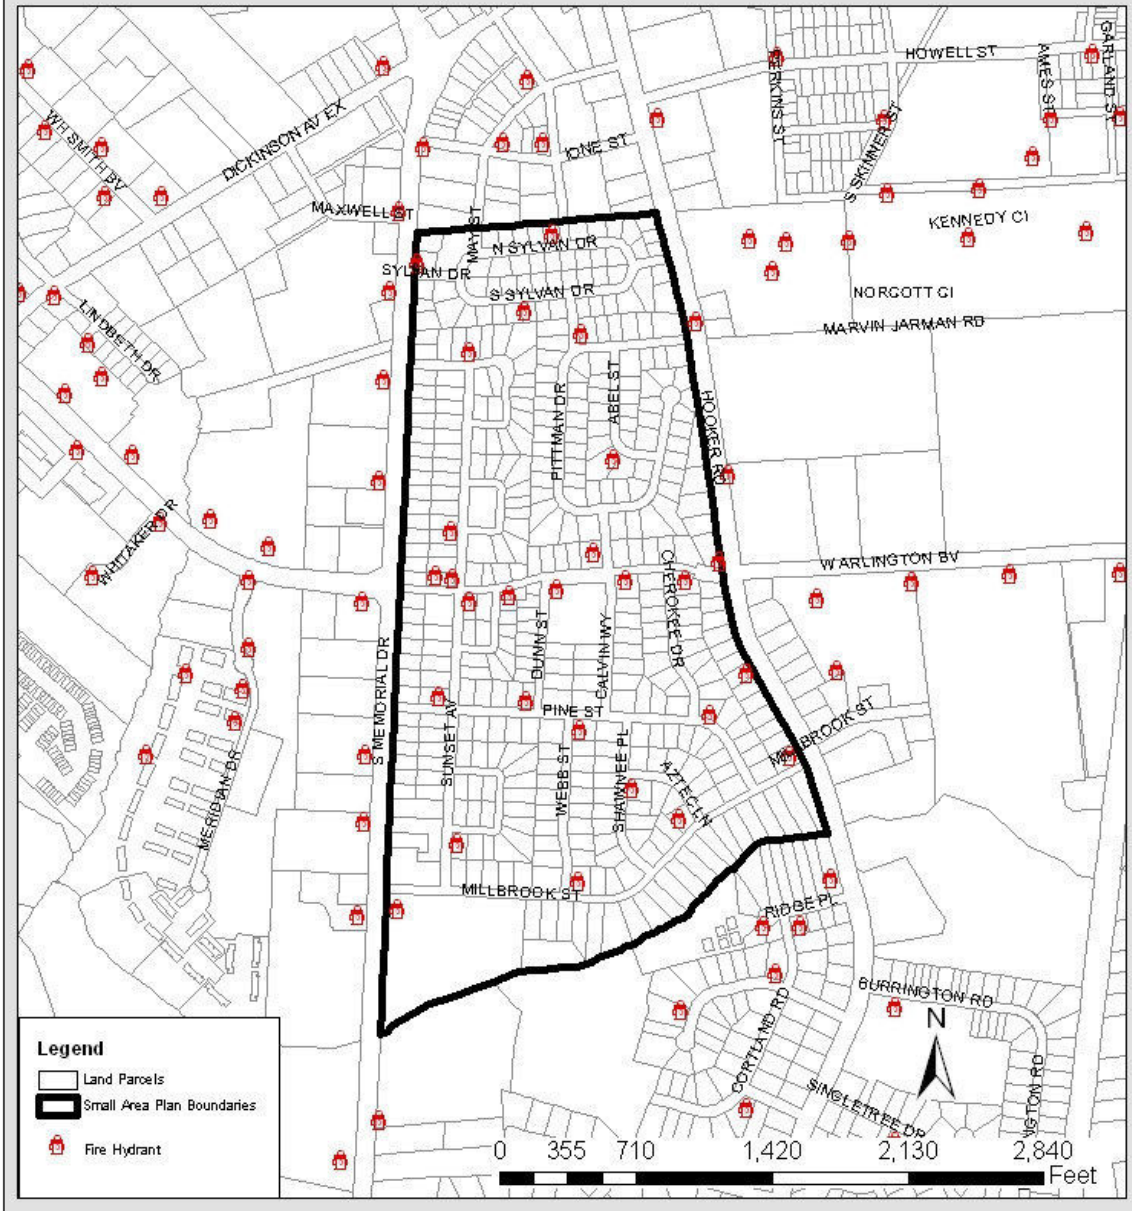 HOWELL ST
GARLAND ST
AMES ST
PERKINS ST
S SKINNER ST
WH SMITH BV
DICKINSON AV EX
IONE ST
MAXWELL ST
MAY ST
KENNEDY CI
N SYLVAN DR
SYLVAN DR
S SYLVAN DR
NORCOTT CI
MARVIN JARMAN RD
LINDBETH DR
ABEL ST
PITTMAN DR
HOOKER RD
WHITAKER DR
W ARLINGTON BV
CHEROKEE DR
DUNN ST
CALVIN WY
S MEMORIAL DR
SUNSET AV
PINE ST
MILLBROOK ST
WEBB ST
SHAWNEE PL
AZTEC LN
MERIDIAN DR
MILLBROOK ST
RIDGE PL
BURRINGTON RD
CORTLAND RD
SINGLETREE DR
NGTON RD
N
Legend
Land Parcels
Small Area Plan Boundaries
Fire Hydrant
0 355 710 1,420 2,130 2,840
Feet